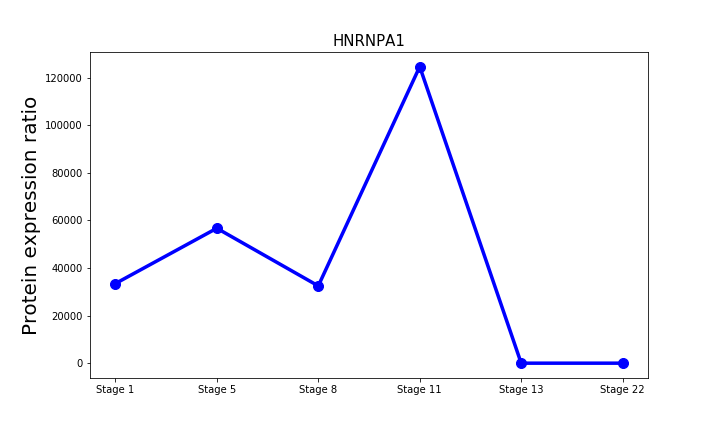 HNRNPA1
Protein expression ratio
120000
100000
80000
60000
40000
20000
0
Stage 1 Stage 5 Stage 8 Stage 11 Stage 13 Stage 22